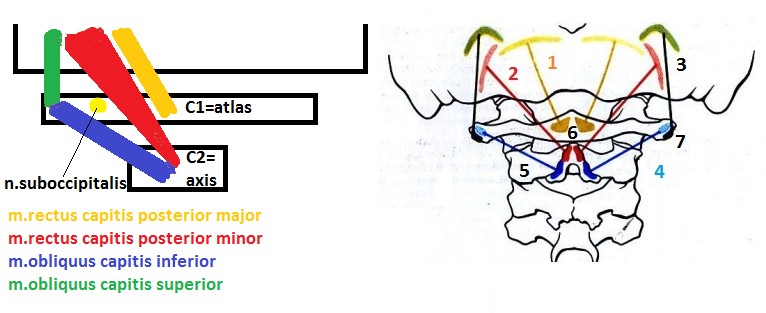 C1=atlas
C2=
axis
n.suboccipitalis
m.rectus capitis posterior major
m.rectus capitis posterior minor
m.obliquus capitis inferior
m.obliquus capitis superior
1
2
3
6
7
5
4